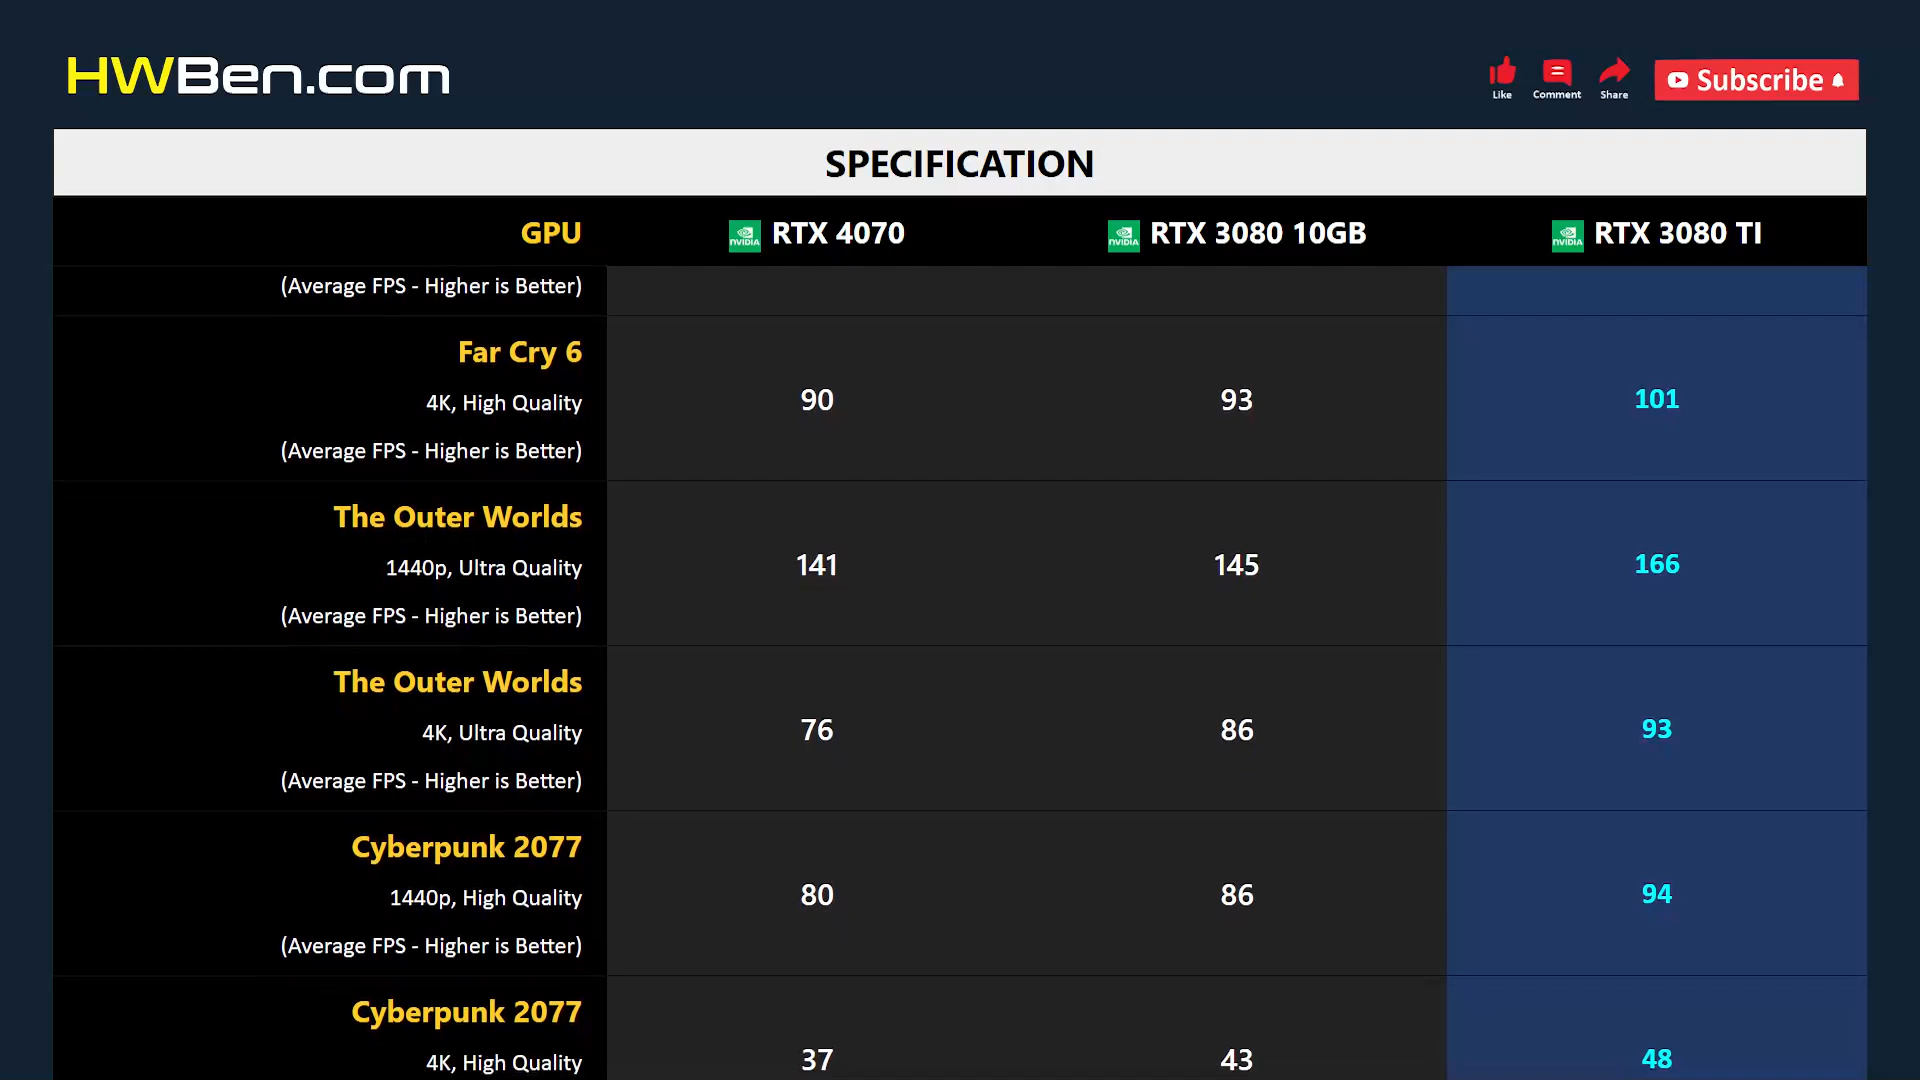 HWBen.com
Like
Comment
Share
Subscribe
SPECIFICATION
GPU
NVIDIA RTX 4070
NVIDIA RTX 3080 10GB
NVIDIA RTX 3080 TI
(Average FPS - Higher is Better)
Far Cry 6
4K, High Quality
(Average FPS - Higher is Better)
90
93
101
The Outer Worlds
1440p, Ultra Quality
(Average FPS - Higher is Better)
141
145
166
The Outer Worlds
4K, Ultra Quality
(Average FPS - Higher is Better)
76
86
93
Cyberpunk 2077
1440p, High Quality
(Average FPS - Higher is Better)
80
86
94
Cyberpunk 2077
4K, High Quality
37
43
48